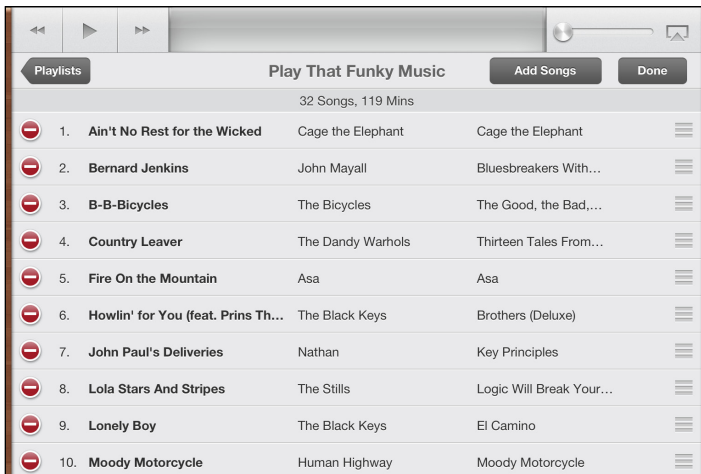 Playlists Play That Funky Music Add Songs Done
32 Songs, 119 Mins
1. Ain't No Rest for the Wicked Cage the Elephant Cage the Elephant
2. Bernard Jenkins John Mayall Bluesbreakers With...
3. B-B-Bicycles The Bicycles The Good, the Bad,...
4. Country Leaver The Dandy Warhols Thirteen Tales From...
5. Fire On the Mountain Asa Asa
6. Howlin' for You (feat. Prins Th... The Black Keys Brothers (Deluxe)
7. John Paul's Deliveries Nathan Key Principles
8. Lola Stars And Stripes The Stills Logic Will Break Your...
9. Lonely Boy The Black Keys El Camino
10. Moody Motorcycle Human Highway Moody Motorcycle